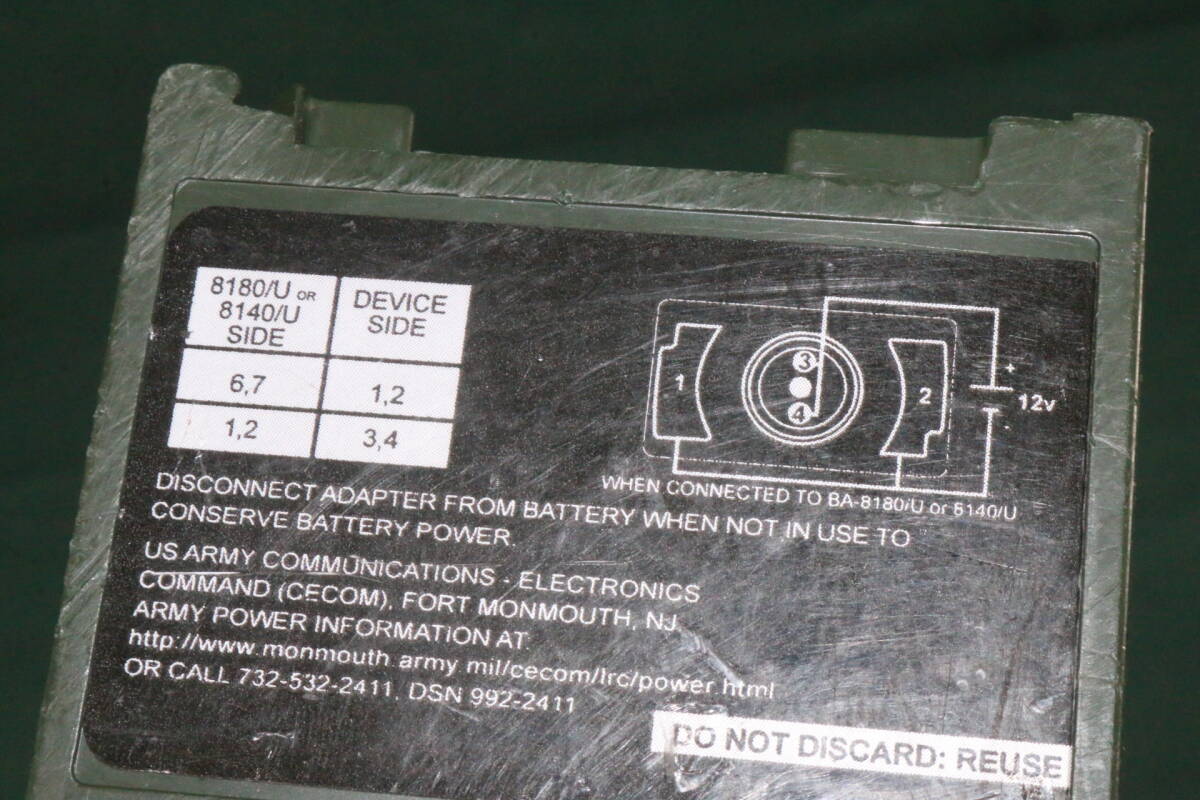 8180/U OR
8140/U
SIDE
DEVICE
SIDE
6,7
1,2
1,2
3,4
1
3
4
2
+
12v
-
WHEN CONNECTED TO BA-8180/U or 8140/U
DISCONNECT ADAPTER FROM BATTERY WHEN NOT IN USE TO
CONSERVE BATTERY POWER.
US ARMY COMMUNICATIONS - ELECTRONICS
COMMAND (CECOM), FORT MONMOUTH, NJ
ARMY POWER INFORMATION AT:
http://www.monmouth.army.mil/cecom/lrc/power.html
OR CALL 732-532-2411, DSN 992-2411
DO NOT DISCARD: REUSE